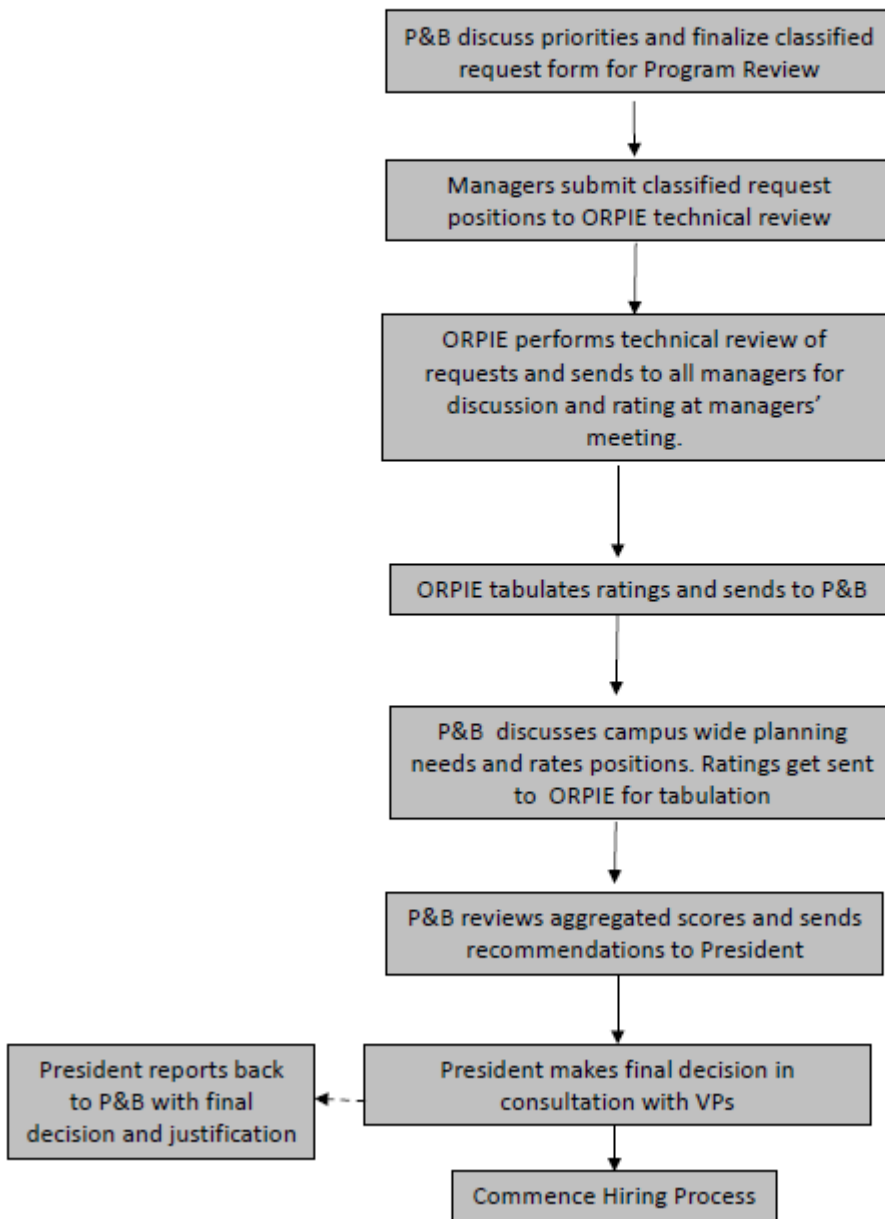 P&B discuss priorities and finalize classified
request form for Program Review
Managers submit classified request
positions to ORPIE technical review
ORPIE performs technical review of
requests and sends to all managers for
discussion and rating at managers’
meeting.
ORPIE tabulates ratings and sends to P&B
P&B  discusses campus wide planning
needs and rates positions. Ratings get sent
to  ORPIE for tabulation
P&B reviews aggregated scores and sends
recommendations to President
President makes final decision in
consultation with VPs
President reports back
to P&B with final
decision and justification
Commence Hiring Process